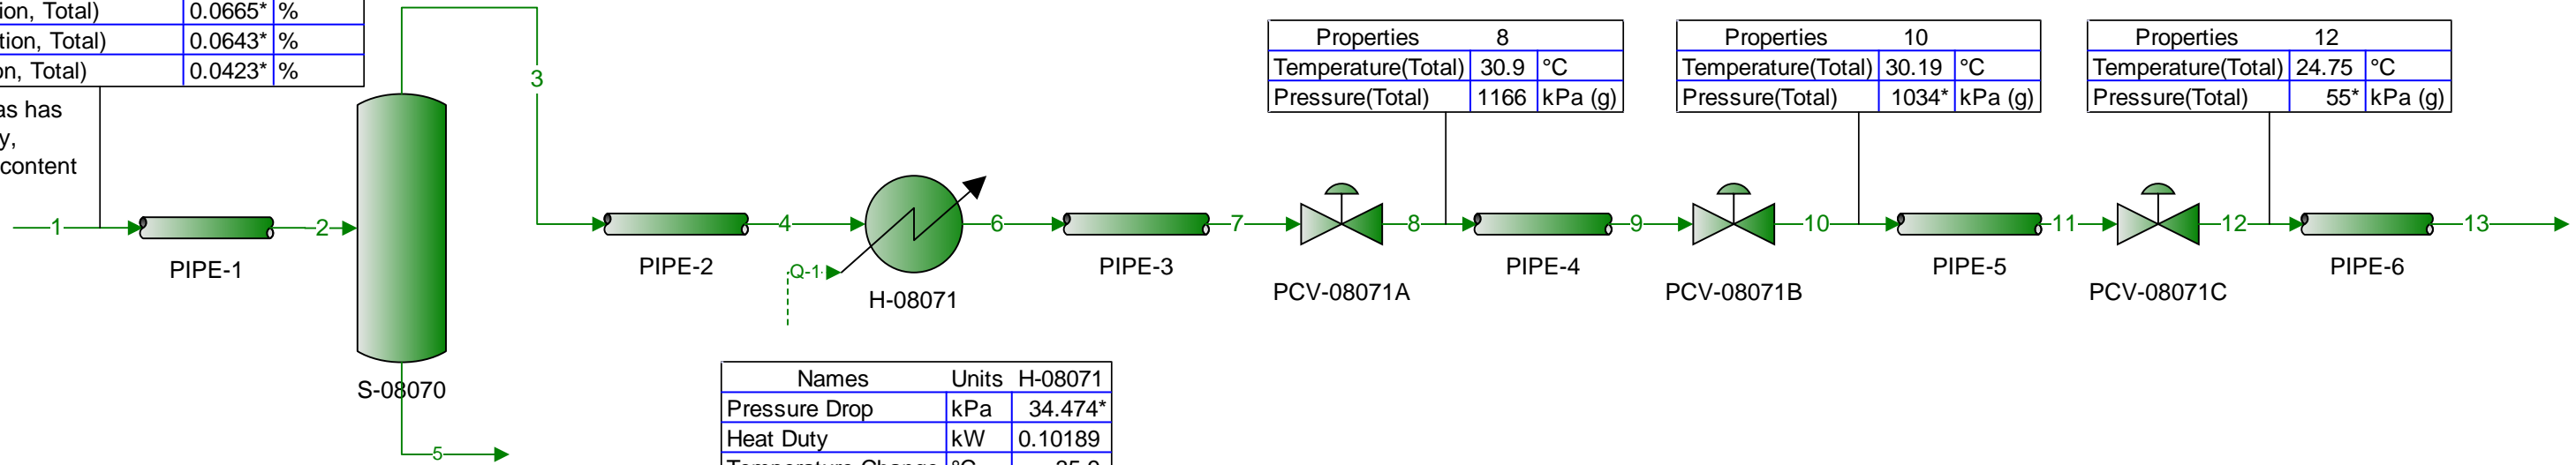 ion, Total) 0.0665* %
tion, Total) 0.0643* %
on, Total) 0.0423* %
as has
y,
content
Properties 8
Temperature(Total) 30.9 °C
Pressure(Total) 1166 kPa (g)
Properties 10
Temperature(Total) 30.19 °C
Pressure(Total) 1034* kPa (g)
Properties 12
Temperature(Total) 24.75 °C
Pressure(Total) 55* kPa (g)
3
1
2
4
6
7
8
9
10
11
12
13
PIPE-1
PIPE-2
Q-1
H-08071
PIPE-3
PCV-08071A
PIPE-4
PCV-08071B
PIPE-5
PCV-08071C
PIPE-6
S-08070
5
Names Units H-08071
Pressure Drop kPa 34.474*
Heat Duty kW 0.10189
Temperature Change °C